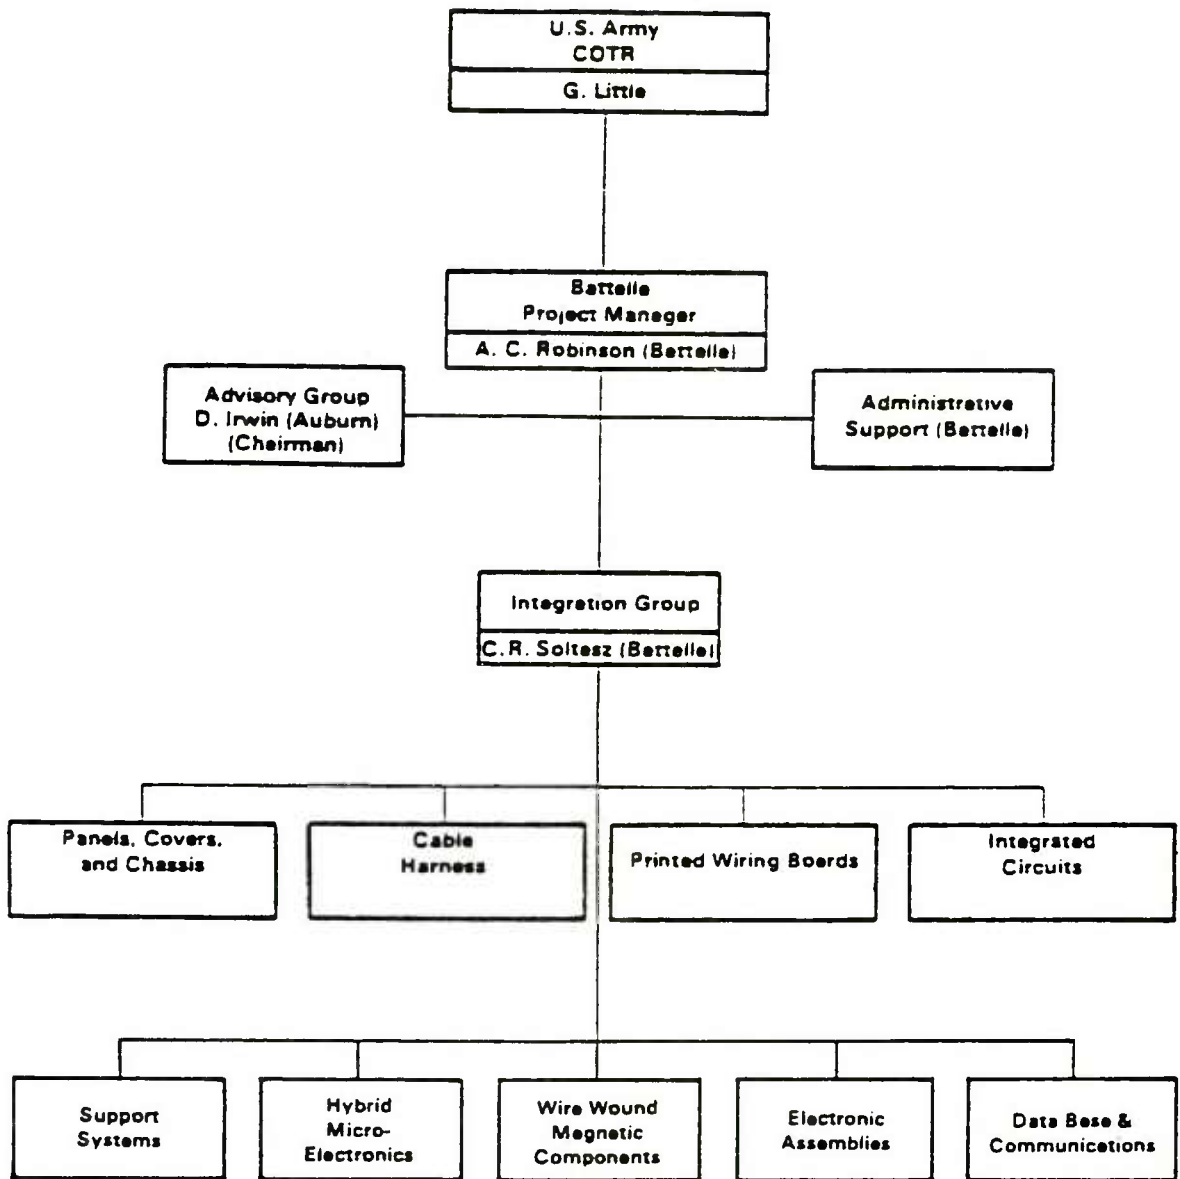 U.S. Army
COTR
G. Little
Battelle
Project Manager
A. C. Robinson (Battelle)
Advisory Group
D. Irwin (Auburn)
(Chairman)
Administrative
Support (Battelle)
Integration Group
C.R. Soltesz (Battelle)
Panels, Covers,
and Chassis
Cable
Harness
Printed Wiring Boards
Integrated
Circuits
Support
Systems
Hybrid
Micro-
Electronics
Wire Wound
Magnetic
Components
Electronic
Assemblies
Data Base &
Communications